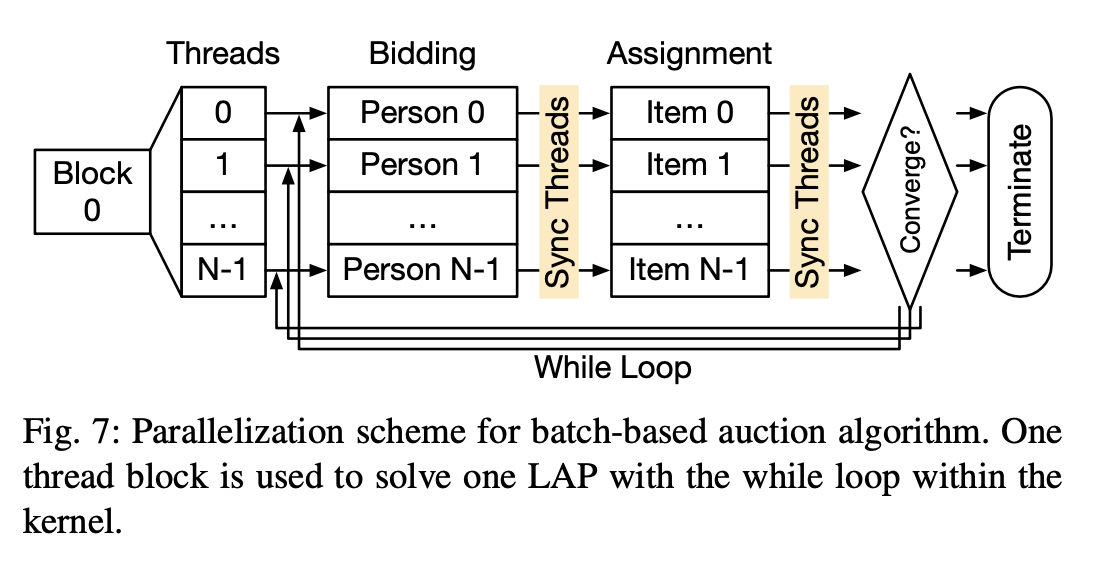 Threads Bidding Assignment
Block
0
0
1
...
N-1
Person 0
Person 1
...
Person N-1
Sync Threads
Item 0
Item 1
...
Item N-1
Sync Threads
Converge?
Terminate
While Loop
Fig. 7: Parallelization scheme for batch-based auction algorithm. One
thread block is used to solve one LAP with the while loop within the
kernel.